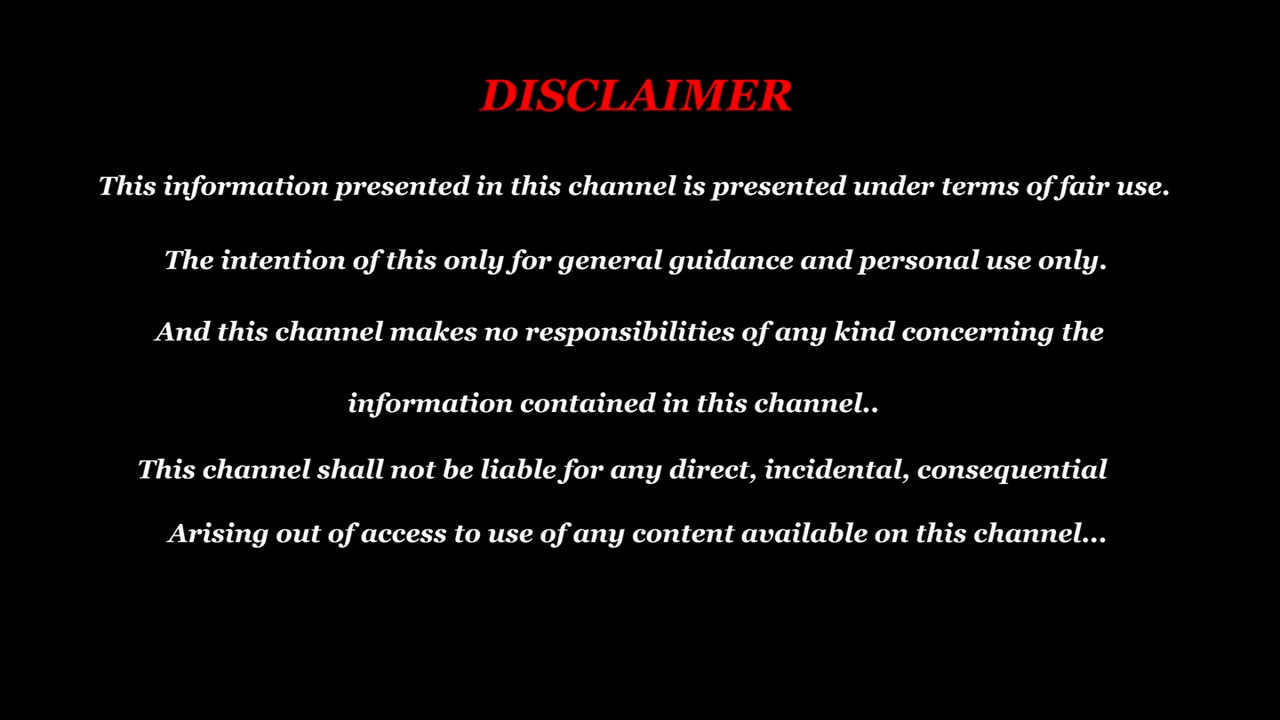 DISCLAIMER
This information presented in this channel is presented under terms of fair use.
The intention of this only for general guidance and personal use only.
And this channel makes no responsibilities of any kind concerning the
information contained in this channel..
This channel shall not be liable for any direct, incidental, consequential
Arising out of access to use of any content available on this channel...